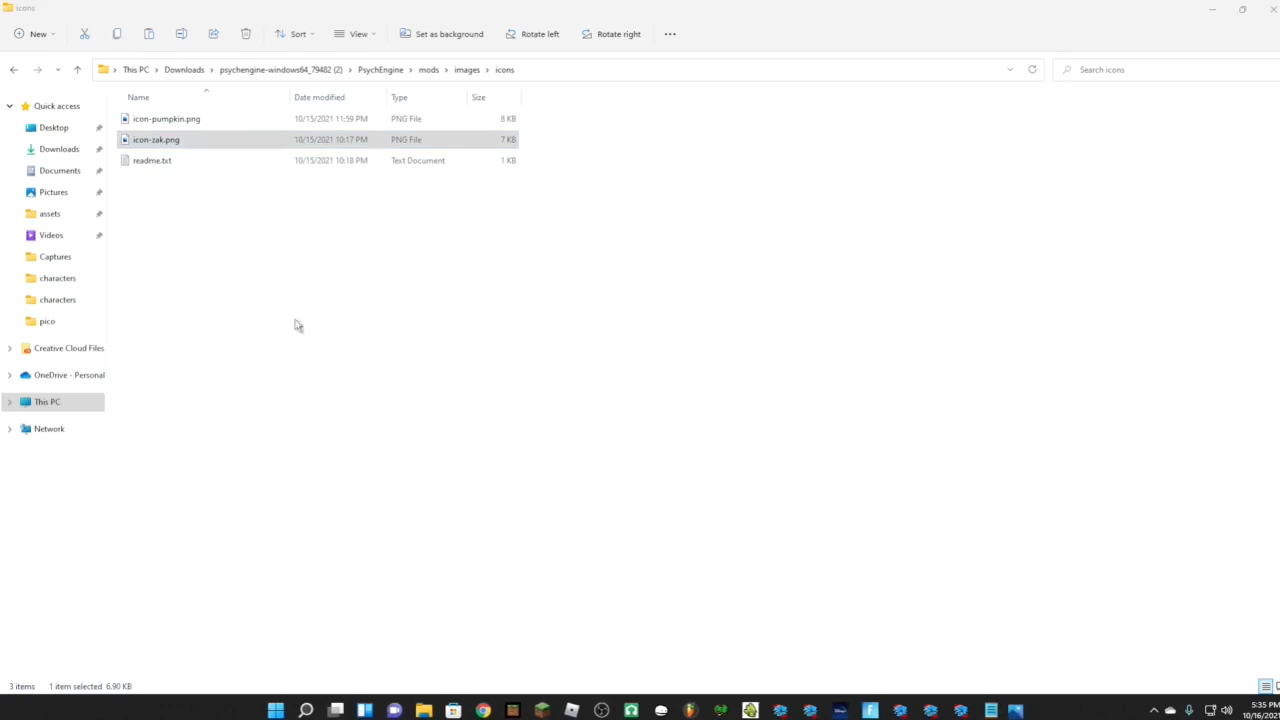 icons
New
Sort
View
Set as background
Rotate left
Rotate right
This PC > Downloads > psychengine-windows64_79482 (2) > PsychEngine > mods > images > icons
Search icons
Name Date modified Type Size
icon-pumpkin.png 10/15/2021 11:59 PM PNG File 8 KB
icon-zak.png 10/15/2021 10:17 PM PNG File 7 KB
readme.txt 10/15/2021 10:18 PM Text Document 1 KB
Quick access
Desktop
Downloads
Documents
Pictures
assets
Videos
Captures
characters
characters
pico
Creative Cloud Files
OneDrive - Personal
This PC
Network
3 items 1 item selected 6.90 KB
5:35 PM
10/16/20